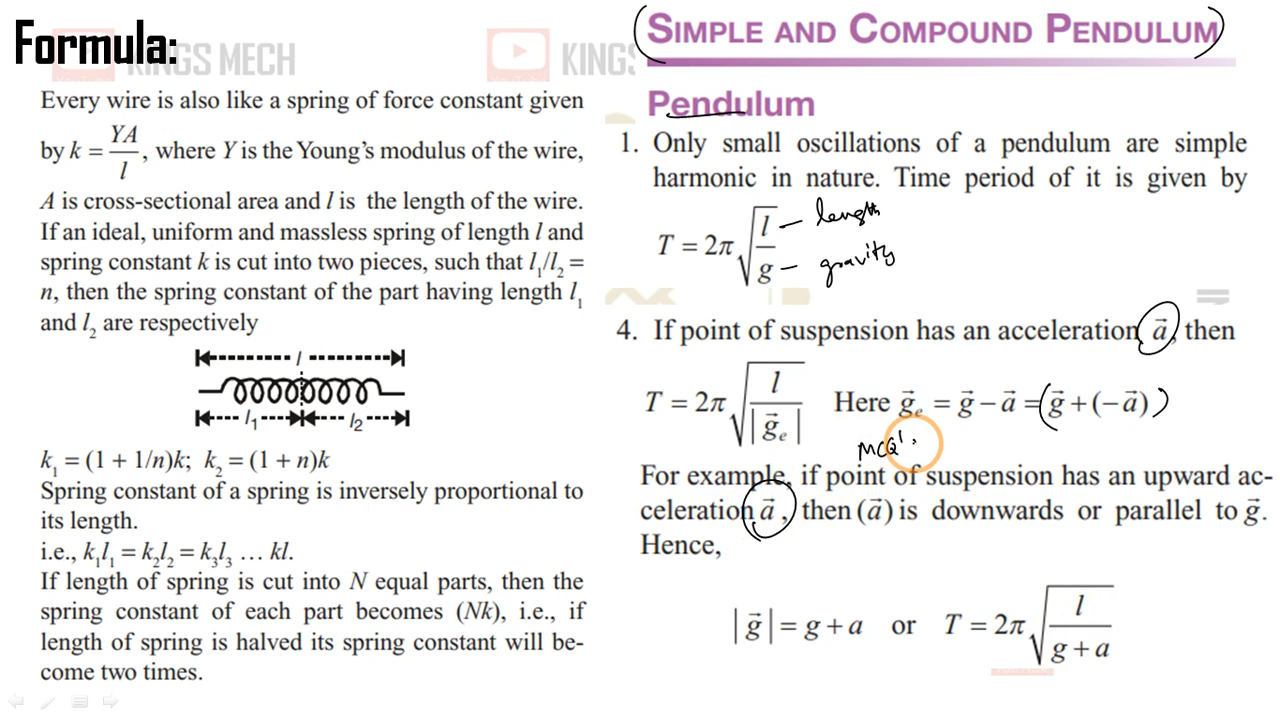 Formula:
KINGS MECH
KINGS
Every wire is also like a spring of force constant given
by k = YA/l, where Y is the Young's modulus of the wire,
A is cross-sectional area and l is the length of the wire.
If an ideal, uniform and massless spring of length l and
spring constant k is cut into two pieces, such that l₁/l₂ =
n, then the spring constant of the part having length l₁
and l₂ are respectively
l
l₁ l₂
k₁ = (1 + 1/n)k; k₂ = (1 + n)k
Spring constant of a spring is inversely proportional to
its length.
i.e., k₁l₁ = k₂l₂ = k₃l₃ … kl.
If length of spring is cut into N equal parts, then the
spring constant of each part becomes (Nk), i.e., if
length of spring is halved its spring constant will be-
come two times.
SIMPLE AND COMPOUND PENDULUM
Pendulum
1. Only small oscillations of a pendulum are simple
harmonic in nature. Time period of it is given by
T = 2π√(l/g) – length – gravity
4. If point of suspension has an acceleration a⃗, then
T = 2π√(l/|g⃗ₑ|) Here g⃗ₑ = g⃗ − a⃗ = (g⃗ + (−a⃗))
MCQ'
For example, if point of suspension has an upward ac-
celeration a⃗, then (a⃗) is downwards or parallel to g⃗.
Hence,
|g⃗| = g + a or T = 2π√(l/(g + a))